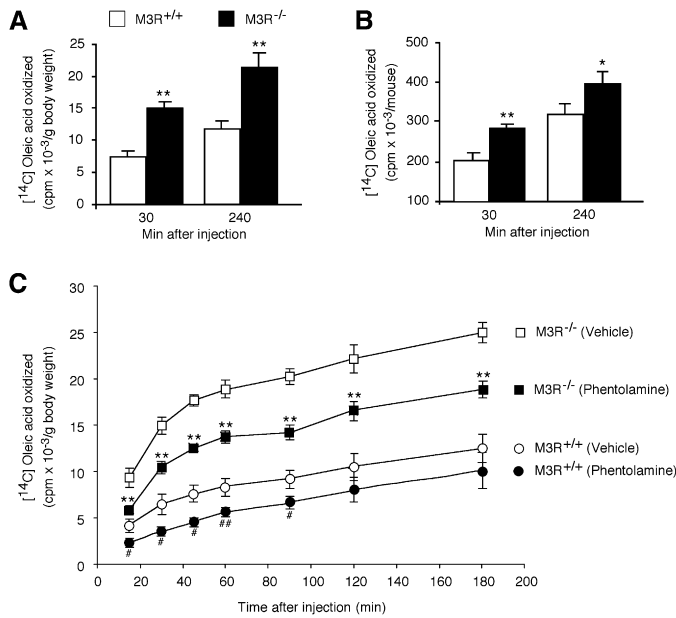 A
M3R+/+
M3R-/-
[14C] Oleic acid oxidized
(cpm x 10-3/g body weight)
25
20
15
10
5
0
**
**
30
240
Min after injection
B
[14C] Oleic acid oxidized
(cpm x 10-3/mouse)
500
400
300
200
100
**
*
30
240
Min after injection
C
[14C] Oleic acid oxidized
(cpm x 10-3/g body weight)
30
25
20
15
10
5
0
** ** ** ** ** ** **
# # # ## #
M3R-/- (Vehicle)
M3R-/- (Phentolamine)
M3R+/+ (Vehicle)
M3R+/+ (Phentolamine)
0 20 40 60 80 100 120 140 160 180 200
Time after injection (min)